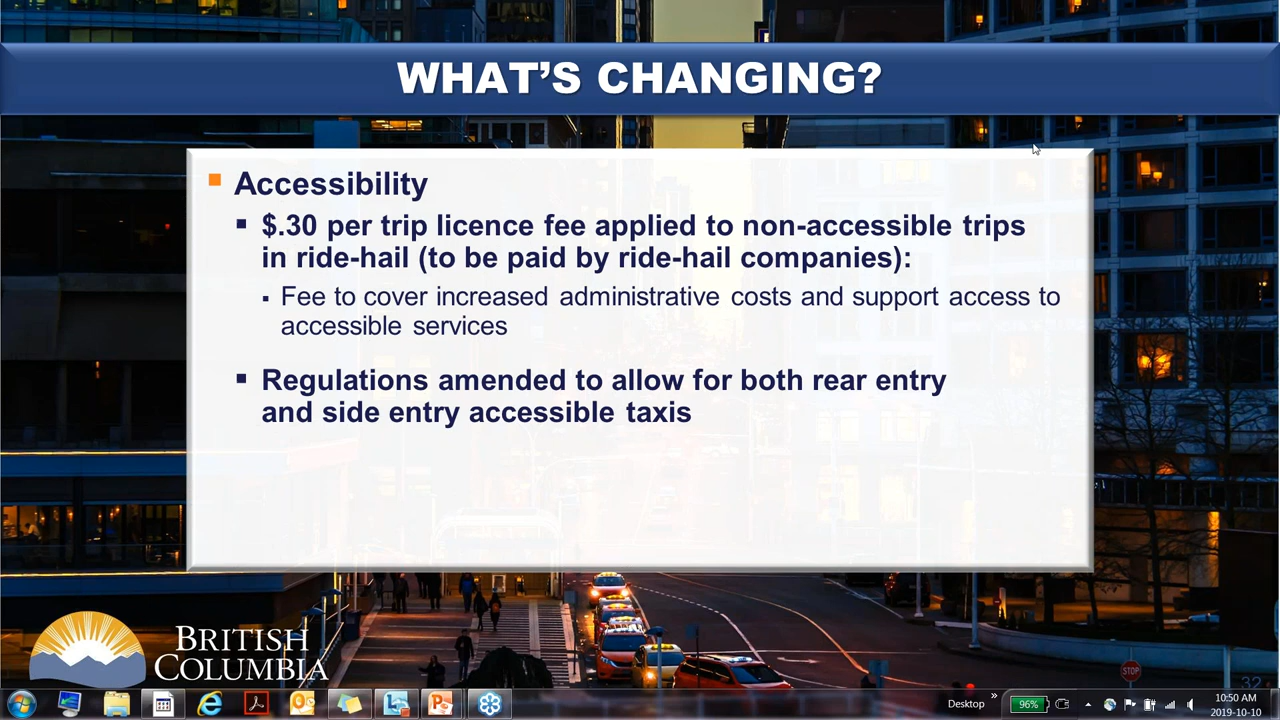 WHAT'S CHANGING?
Accessibility
$.30 per trip licence fee applied to non-accessible trips
in ride-hail (to be paid by ride-hail companies):
Fee to cover increased administrative costs and support access to
accessible services
Regulations amended to allow for both rear entry
and side entry accessible taxis
BRITISH
COLUMBIA
STOP
32
Desktop
»
96%
10:50 AM
2019-10-10